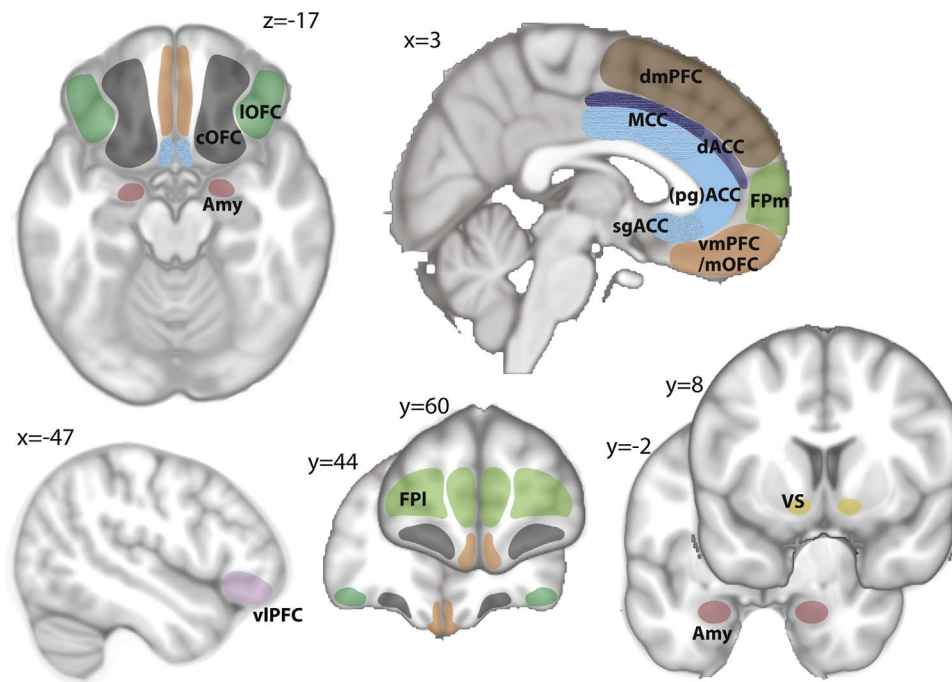 z=-17
lOFC
cOFC
Amy
x=3
dmPFC
MCC
dACC
(pg)ACC
FPm
sgACC
vmPFC
/mOFC
x=-47
vlPFC
y=60
y=44
FPl
y=8
y=-2
VS
Amy